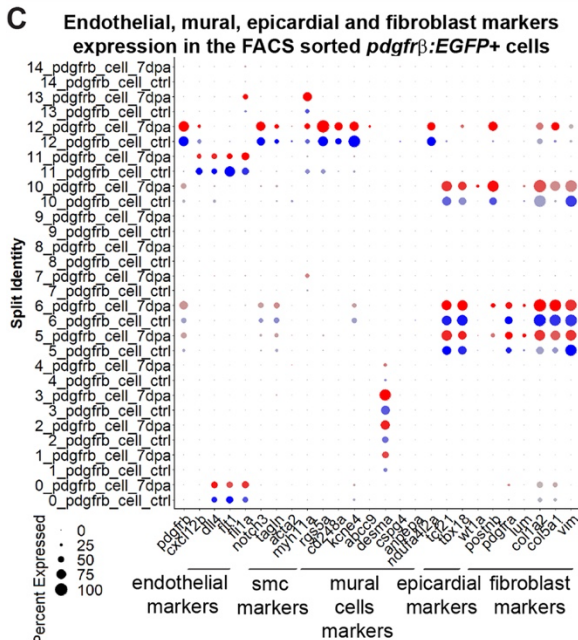 C
Endothelial, mural, epicardial and fibroblast markers
expression in the FACS sorted pdgfrβ:EGFP+ cells
Split Identity
14_pdgfrb_cell_7dpa
14_pdgfrb_cell_ctrl
13_pdgfrb_cell_7dpa
13_pdgfrb_cell_ctrl
12_pdgfrb_cell_7dpa
12_pdgfrb_cell_ctrl
11_pdgfrb_cell_7dpa
11_pdgfrb_cell_ctrl
10_pdgfrb_cell_7dpa
10_pdgfrb_cell_ctrl
9_pdgfrb_cell_7dpa
9_pdgfrb_cell_ctrl
8_pdgfrb_cell_7dpa
8_pdgfrb_cell_ctrl
7_pdgfrb_cell_7dpa
7_pdgfrb_cell_ctrl
6_pdgfrb_cell_7dpa
6_pdgfrb_cell_ctrl
5_pdgfrb_cell_7dpa
5_pdgfrb_cell_ctrl
4_pdgfrb_cell_7dpa
4_pdgfrb_cell_ctrl
3_pdgfrb_cell_7dpa
3_pdgfrb_cell_ctrl
2_pdgfrb_cell_7dpa
2_pdgfrb_cell_ctrl
1_pdgfrb_cell_7dpa
1_pdgfrb_cell_ctrl
0_pdgfrb_cell_7dpa
0_pdgfrb_cell_ctrl
pdgfrb
cxcl12b
dll4
flt1
fli1a
notch3
tagln
acta2
myh11a
rgs5a
cd248a
kcne4
abcc9
desma
cspg4
anpepa
ndufa4l2a
tcf21
tbx18
wt1a
postnb
pdgfra
lum
col1a2
col5a1
vim
Percent Expressed
0
25
50
75
100
endothelial
markers
smc
markers
mural
cells
markers
epicardial
markers
fibroblast
markers